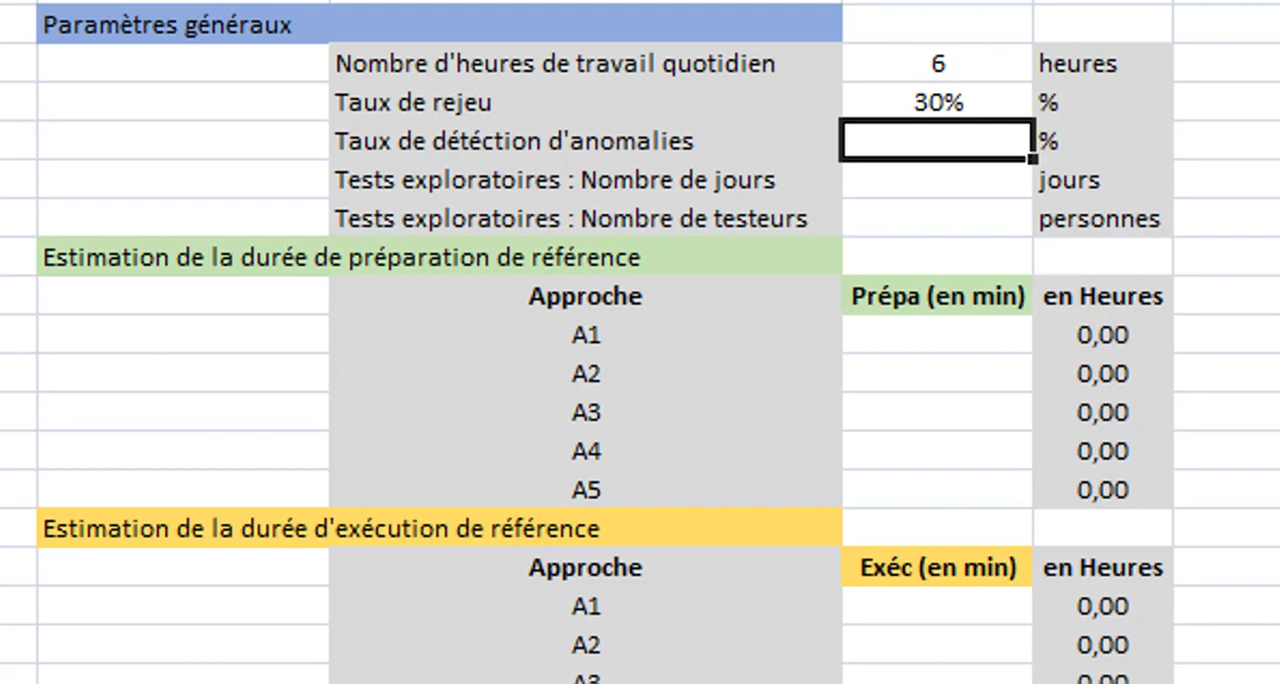 Paramètres généraux
Nombre d'heures de travail quotidien 6 heures
Taux de rejeu 30% %
Taux de détéction d'anomalies %
Tests exploratoires : Nombre de jours jours
Tests exploratoires : Nombre de testeurs personnes
Estimation de la durée de préparation de référence
Approche Prépa (en min) en Heures
A1 0,00
A2 0,00
A3 0,00
A4 0,00
A5 0,00
Estimation de la durée d'exécution de référence
Approche Exéc (en min) en Heures
A1 0,00
A2 0,00
A3 0,00